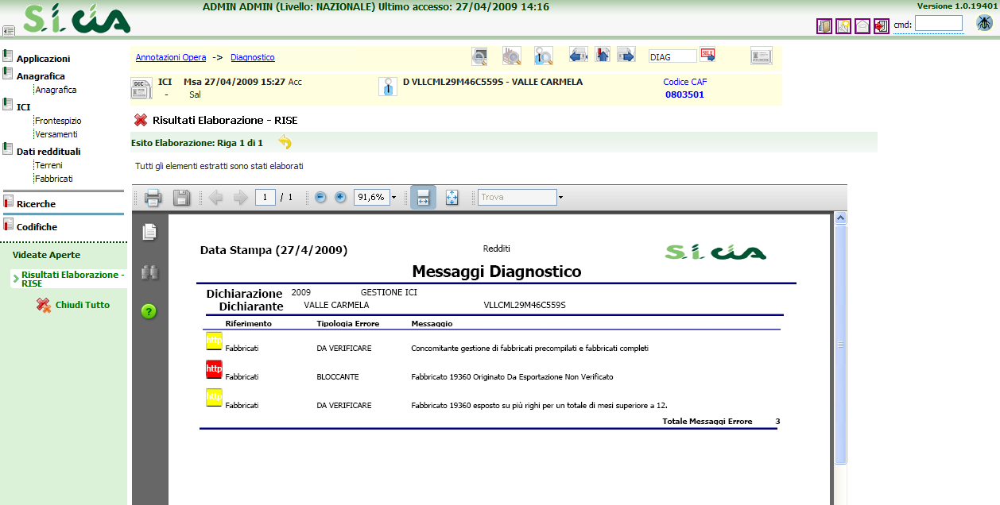 S.i.cia
ADMIN ADMIN (Livello: NAZIONALE) Ultimo accesso: 27/04/2009 14:16
Versione 1.0.19401
cmd:
Applicazioni
Anagrafica
Anagrafica
ICI
Frontespizio
Versamenti
Dati reddituali
Terreni
Fabbricati
Ricerche
Codifiche
Videate Aperte
Risultati Elaborazione -
RISE
Chiudi Tutto
Annotazioni Opera -> Diagnostico
DIAG
SELE
DIC
ICI Msa 27/04/2009 15:27 Acc
- Sal
D VLLCML29M46C559S - VALLE CARMELA
Codice CAF
0803501
Risultati Elaborazione - RISE
Esito Elaborazione: Riga 1 di 1
Tutti gli elementi estratti sono stati elaborati
1 / 1
91,6%
Trova
Data Stampa (27/4/2009)
Redditi
S.i.cia
Messaggi Diagnostico
Dichiarazione 2009 GESTIONE ICI
Dichiarante VALLE CARMELA VLLCML29M46C559S
Riferimento Tipologia Errore Messaggio
http Fabbricati DA VERIFICARE Concomitante gestione di fabbricati precompilati e fabbricati completi
http Fabbricati BLOCCANTE Fabbricato 19360 Originato Da Esportazione Non Verificato
http Fabbricati DA VERIFICARE Fabbricato 19360 esposto su più righi per un totale di mesi superiore a 12.
Totale Messaggi Errore 3